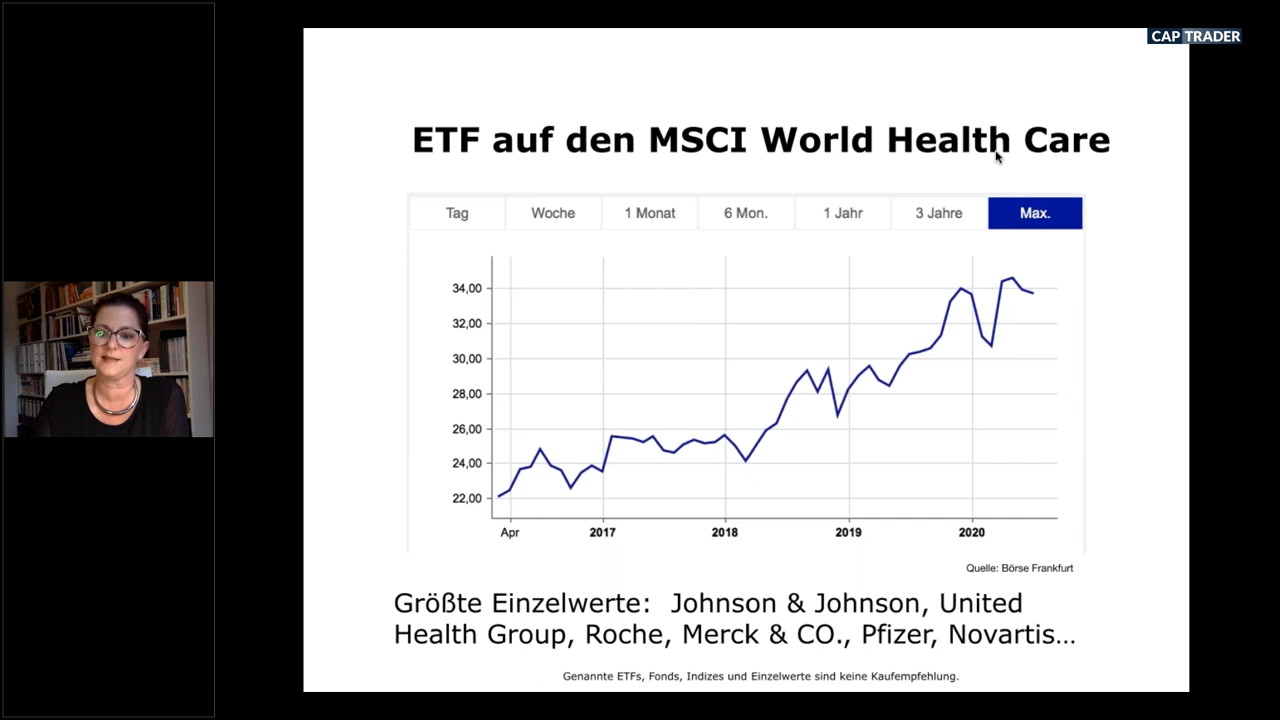 CAP TRADER
ETF auf den MSCI World Health Care
Tag Woche 1 Monat 6 Mon. 1 Jahr 3 Jahre Max.
34,00
32,00
30,00
28,00
26,00
24,00
22,00
Apr 2017 2018 2019 2020
Quelle: Börse Frankfurt
Größte Einzelwerte: Johnson & Johnson, United
Health Group, Roche, Merck & CO., Pfizer, Novartis...
Genannte ETFs, Fonds, Indizes und Einzelwerte sind keine Kaufempfehlung.